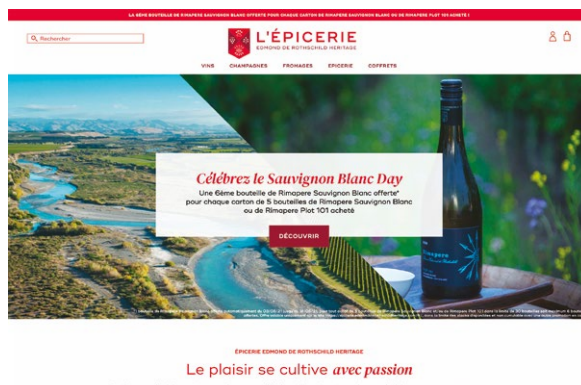 LA 6ÈME BOUTEILLE DE RIMAPERE SAUVIGNON BLANC OFFERTE POUR CHAQUE CARTON DE RIMAPERE SAUVIGNON BLANC OU DE RIMAPERE PLOT 101 ACHETÉ !
Rechercher
L'ÉPICERIE
EDMOND DE ROTHSCHILD HERITAGE
VINS CHAMPAGNES FROMAGES EPICERIE COFFRETS
Célébrez le Sauvignon Blanc Day
Une 6ème bouteille de Rimapere Sauvignon Blanc offerte*
pour chaque carton de 5 bouteilles de Rimapere Sauvignon Blanc
ou de Rimapere Plot 101 acheté
DÉCOUVRIR
Rimapere
ÉPICERIE EDMOND DE ROTHSCHILD HERITAGE
Le plaisir se cultive avec passion